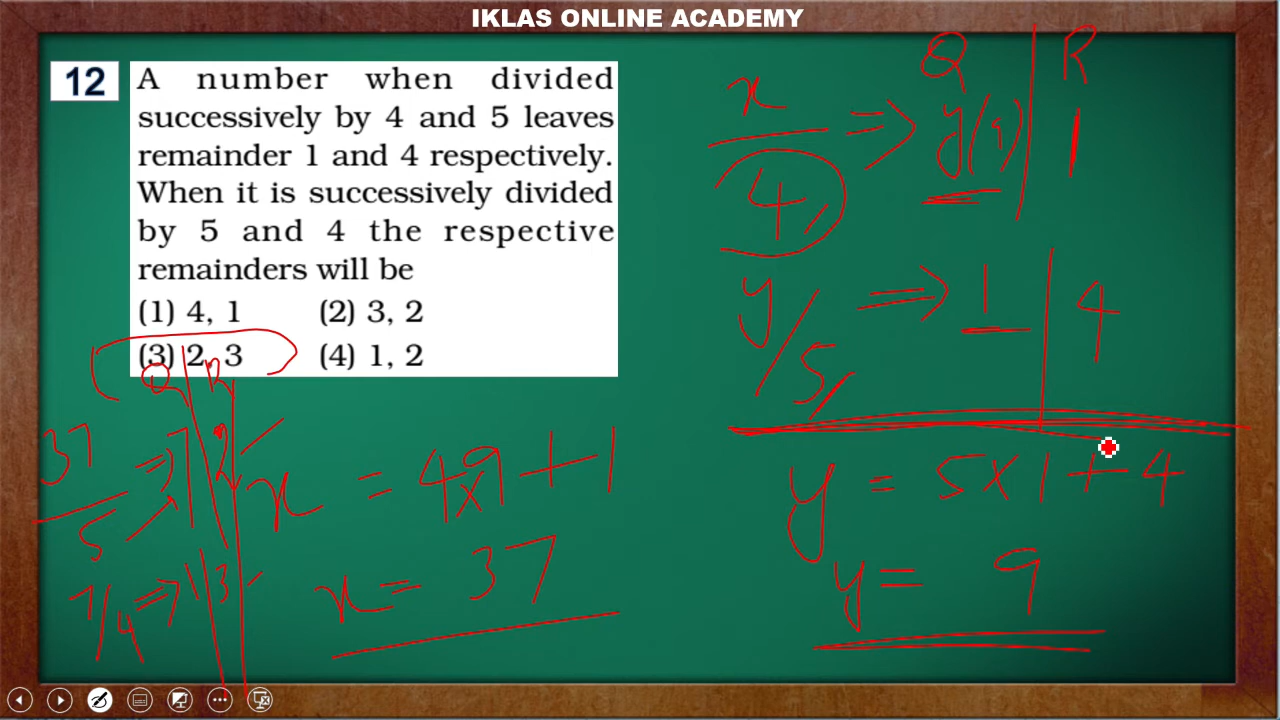 IKLAS ONLINE ACADEMY
12
A number when divided
successively by 4 and 5 leaves
remainder 1 and 4 respectively.
When it is successively divided
by 5 and 4 the respective
remainders will be
(1) 4, 1 (2) 3, 2
(3) 2, 3 (4) 1, 2
Q | R
x/4 ⇒ y(9) | 1
y/5 ⇒ 1 | 4
y = 5 x 1 + 4
y = 9
x = 4x9 + 1
x = 37
Q | R
37/5 ⇒ 7 | 2
7/4 ⇒ 1 | 3